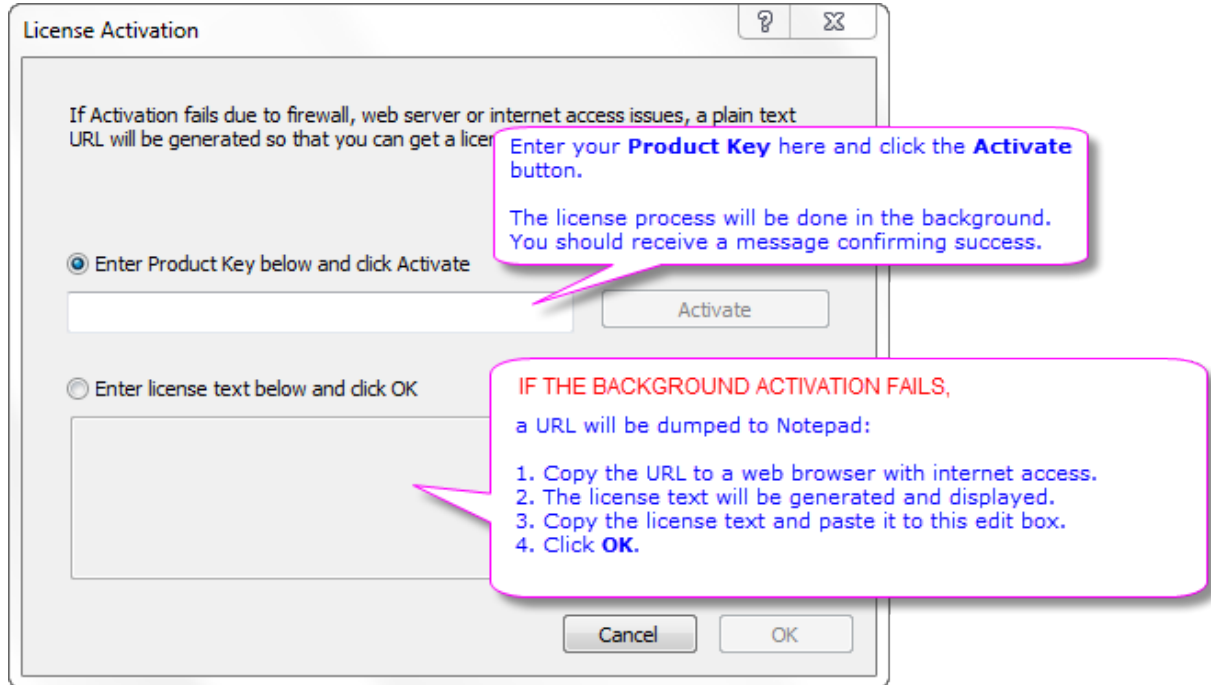 License Activation
If Activation fails due to firewall, web server or internet access issues, a plain text
URL will be generated so that you can get a
Enter your Product Key here and click the Activate
button.
The license process will be done in the background.
You should receive a message confirming success.
Enter Product Key below and click Activate
Activate
Enter license text below and click OK
IF THE BACKGROUND ACTIVATION FAILS,
a URL will be dumped to Notepad:
1. Copy the URL to a web browser with internet access.
2. The license text will be generated and displayed.
3. Copy the license text and paste it to this edit box.
4. Click OK.
Cancel
OK